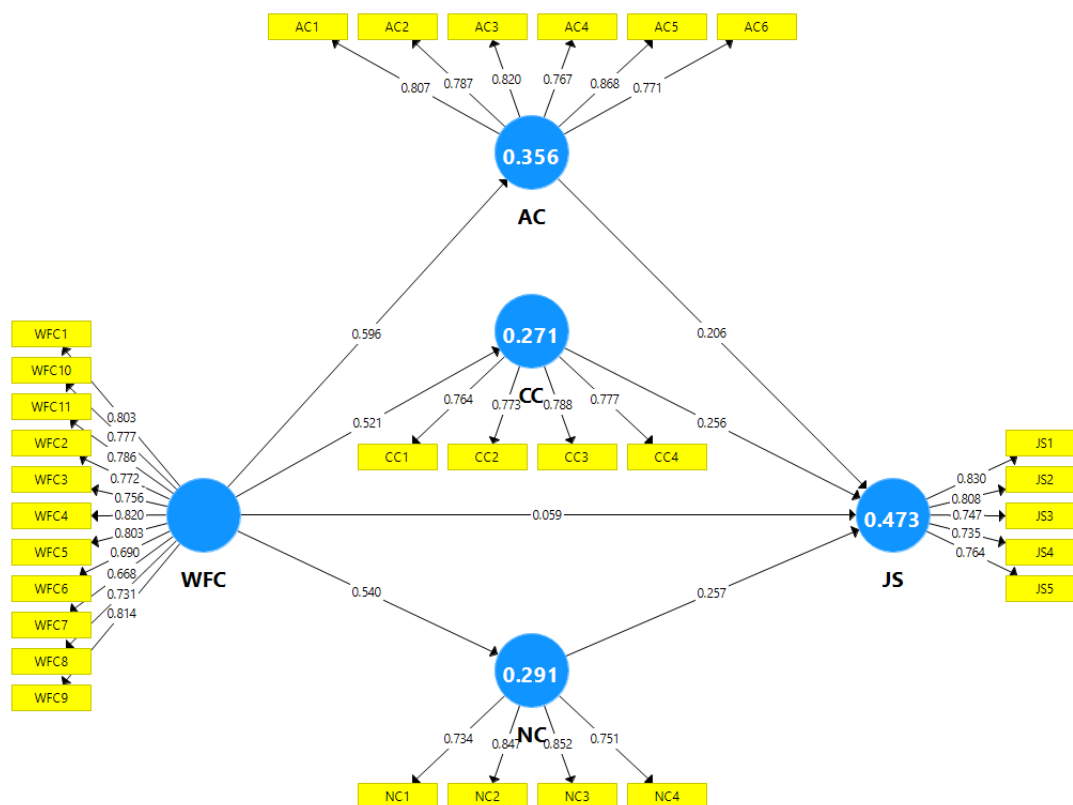 AC1 AC2 AC3 AC4 AC5 AC6
0.807 0.787 0.820 0.767 0.868 0.771
0.356
AC
0.596
0.206
0.271
CC
0.521
0.764 0.773 0.788 0.777
0.256
CC1 CC2 CC3 CC4
WFC1
WFC10
WFC11
WFC2
WFC3
WFC4
WFC5
WFC6
WFC7
WFC8
WFC9
0.803
0.777
0.786
0.772
0.756
0.820
0.803
0.690
0.668
0.731
0.814
WFC
0.059
0.473
JS
0.830
0.808
0.747
0.735
0.764
JS1
JS2
JS3
JS4
JS5
0.540
0.257
0.291
NC
0.734 0.847 0.852 0.751
NC1 NC2 NC3 NC4